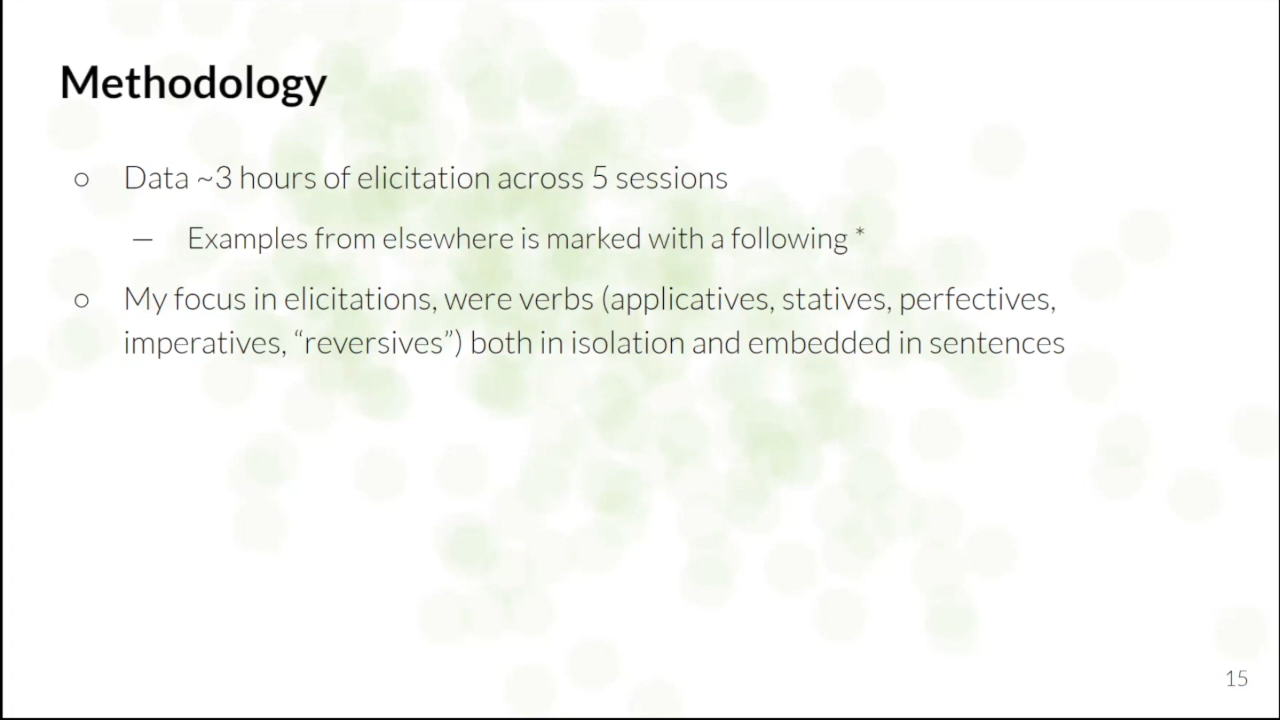 Methodology
○ Data ~3 hours of elicitation across 5 sessions
— Examples from elsewhere is marked with a following *
○ My focus in elicitations, were verbs (applicatives, statives, perfectives,
imperatives, “reversives”) both in isolation and embedded in sentences
15